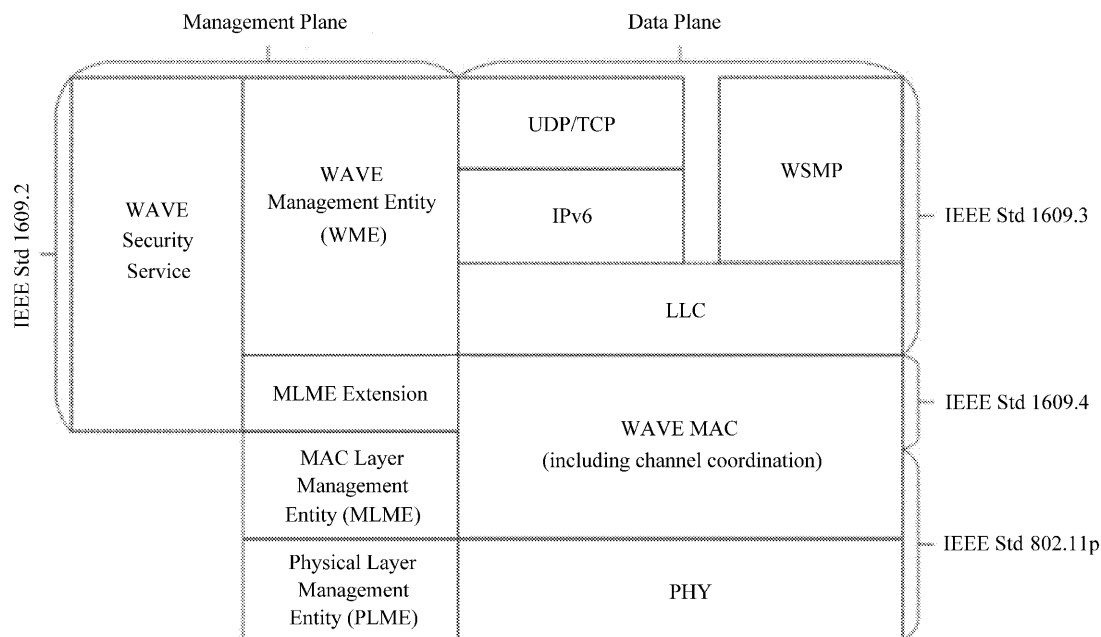 Management Plane
Data Plane
IEEE Std 1609.2
WAVE
Security
Service
WAVE
Management Entity
(WME)
UDP/TCP
IPv6
WSMP
LLC
IEEE Std 1609.3
MLME Extension
WAVE MAC
(including channel coordination)
IEEE Std 1609.4
MAC Layer
Management
Entity (MLME)
IEEE Std 802.11p
Physical Layer
Management
Entity (PLME)
PHY